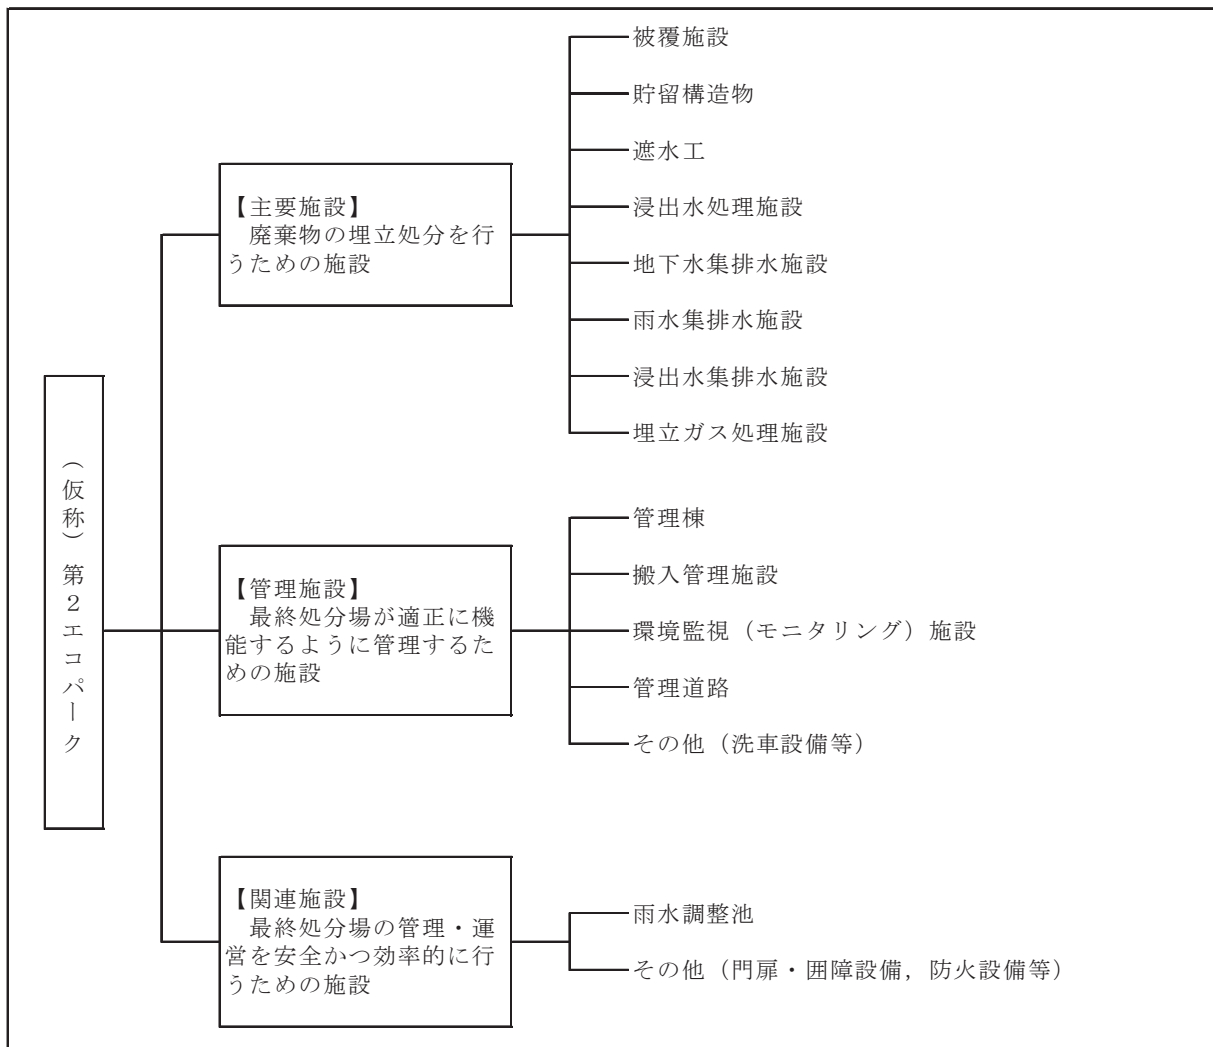 （仮称）第２エコパーク
【主要施設】
廃棄物の埋立処分を行
うための施設
被覆施設
貯留構造物
遮水工
浸出水処理施設
地下水集排水施設
雨水集排水施設
浸出水集排水施設
埋立ガス処理施設
【管理施設】
最終処分場が適正に機
能するように管理するた
めの施設
管理棟
搬入管理施設
環境監視（モニタリング）施設
管理道路
その他（洗車設備等）
【関連施設】
最終処分場の管理・運
営を安全かつ効率的に行
うための施設
雨水調整池
その他（門扉・囲障設備，防火設備等）